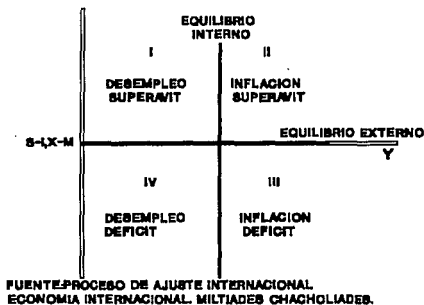 EQUILIBRIO
INTERNO
I
II
DESEMPLEO
SUPERAVIT
INFLACION
SUPERAVIT
EQUILIBRIO EXTERNO
S-I,X-M
Y
IV
III
DESEMPLEO
DEFICIT
INFLACION
DEFICIT
FUENTE:PROCESO DE AJUSTE INTERNACIONAL.
ECONOMIA INTERNACIONAL. MILTIADES CHACHOLIADES.